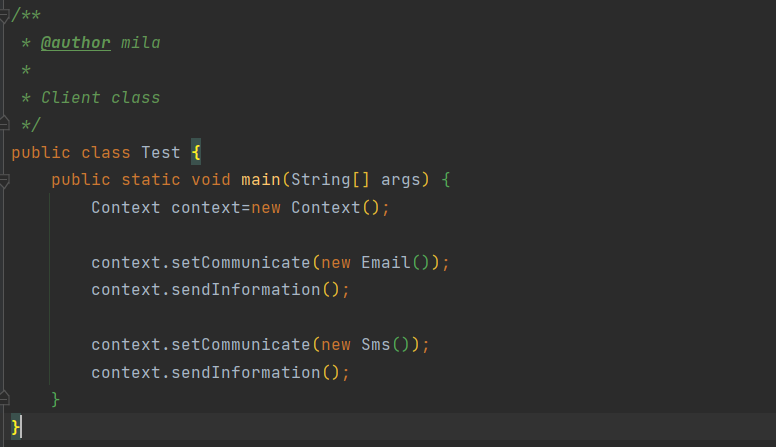 /**
 * @author mila
 *
 * Client class
 */
public class Test {
    public static void main(String[] args) {
        Context context=new Context();

        context.setCommunicate(new Email());
        context.sendInformation();

        context.setCommunicate(new Sms());
        context.sendInformation();
    }
}